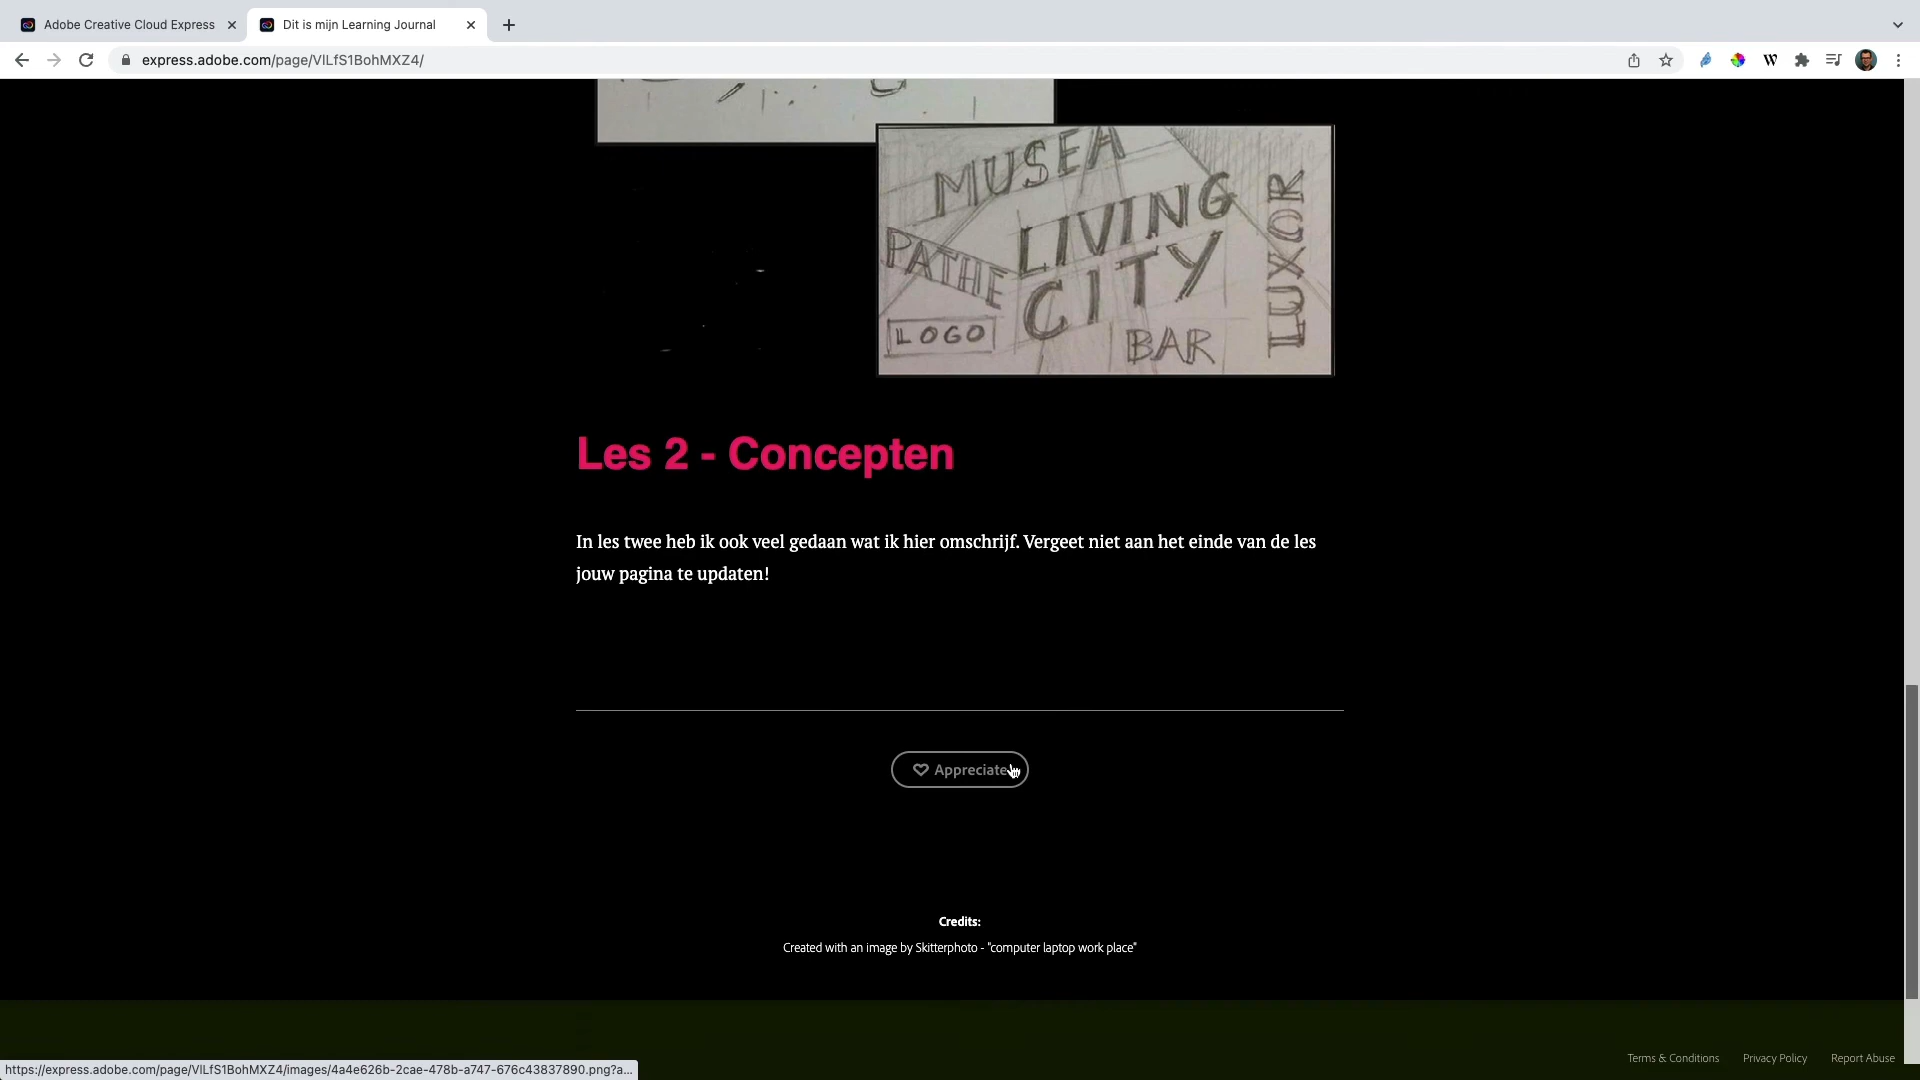 Adobe Creative Cloud Express
Dit is mijn Learning Journal
express.adobe.com/page/VlLfS1BohMXZ4/
MUSEA
LIVING
CITY
PATHE
LUXOR
LOGO
BAR
Les 2 - Concepten
In les twee heb ik ook veel gedaan wat ik hier omschrijf. Vergeet niet aan het einde van de les
jouw pagina te updaten!
Appreciate
Credits:
Created with an image by Skitterphoto - "computer laptop work place"
Terms & Conditions Privacy Policy Report Abuse
https://express.adobe.com/page/VlLfS1BohMXZ4/images/4a4e626b-2cae-478b-a747-676c43837890.png?a...